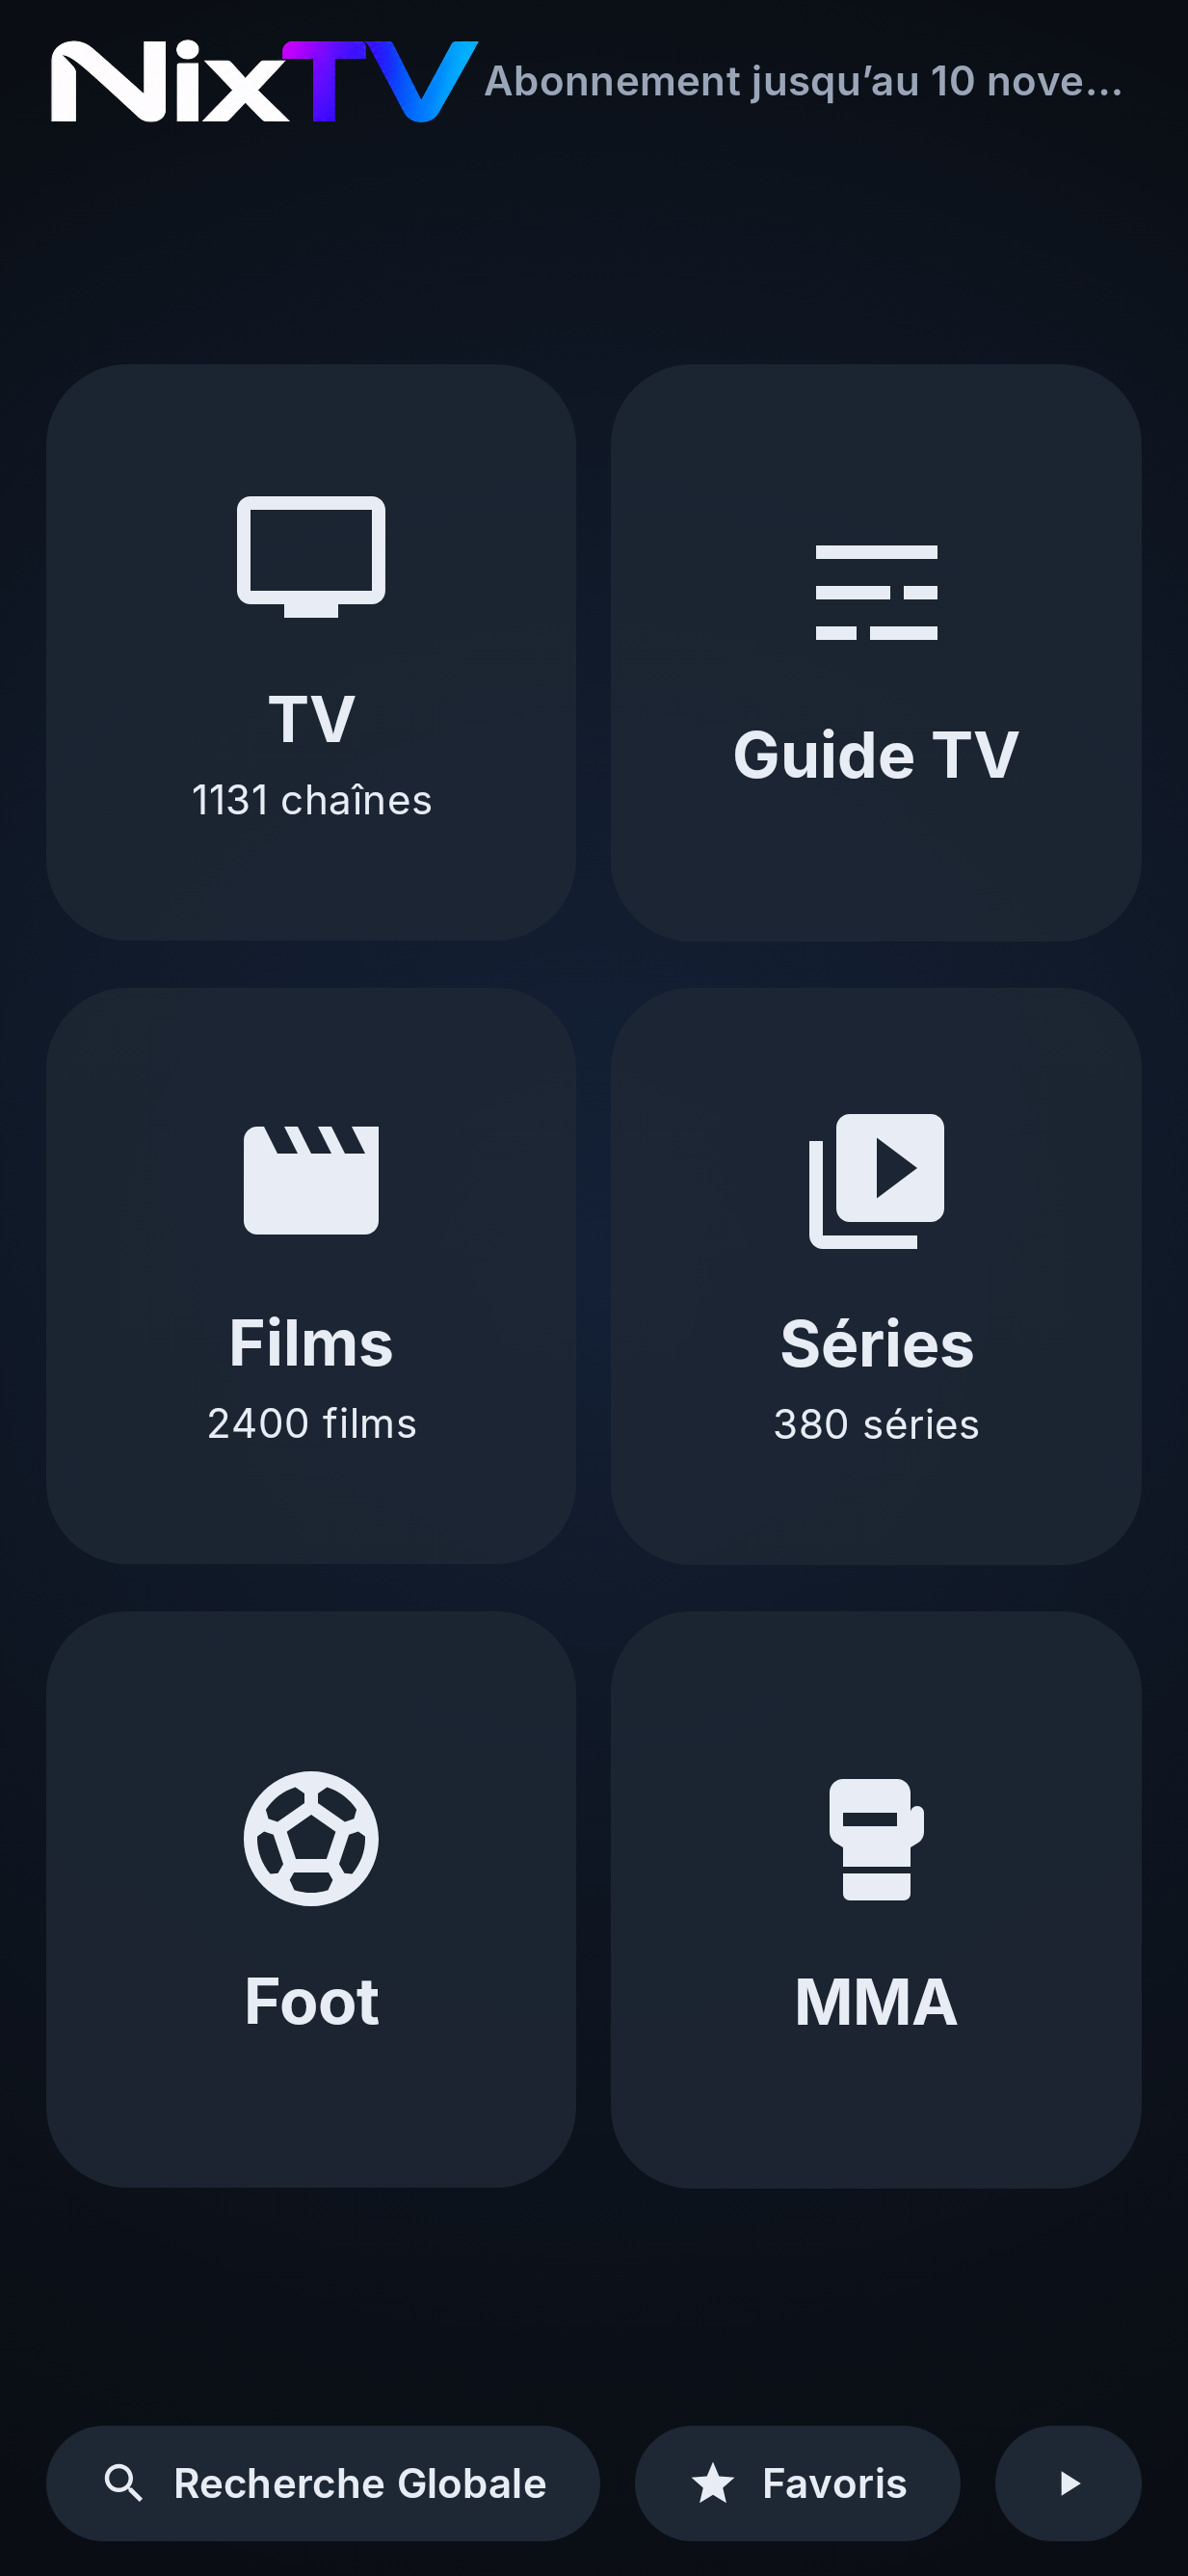 NixTV Abonnement jusqu’au 10 nove…
TV
1131 chaînes
Guide TV
Films
2400 films
Séries
380 séries
Foot
MMA
Recherche Globale
Favoris